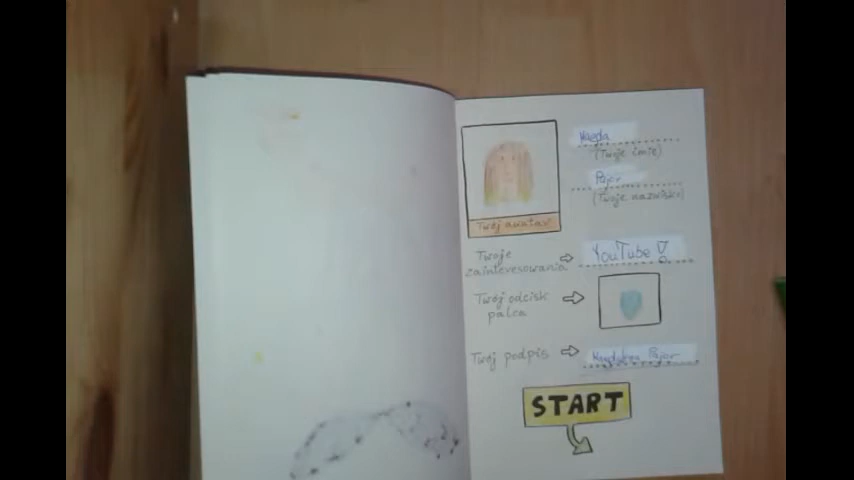 Magda
(Twoje imię)
Pajor
(Twoje nazwisko)
Twój awatar
Twoje
zainteresowania
YouTube !
Twój odcisk
palca
Twój podpis
Magdalena Pajor
START